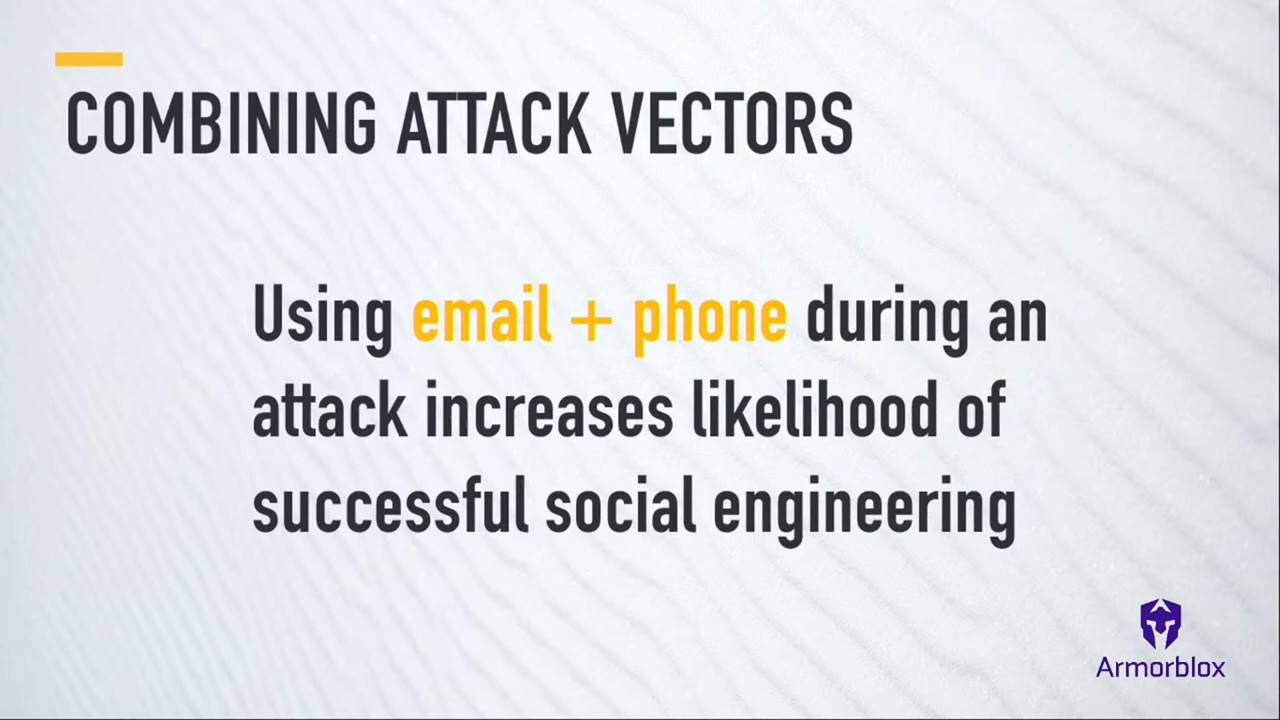 COMBINING ATTACK VECTORS
Using email + phone during an
attack increases likelihood of
successful social engineering
Armorblox